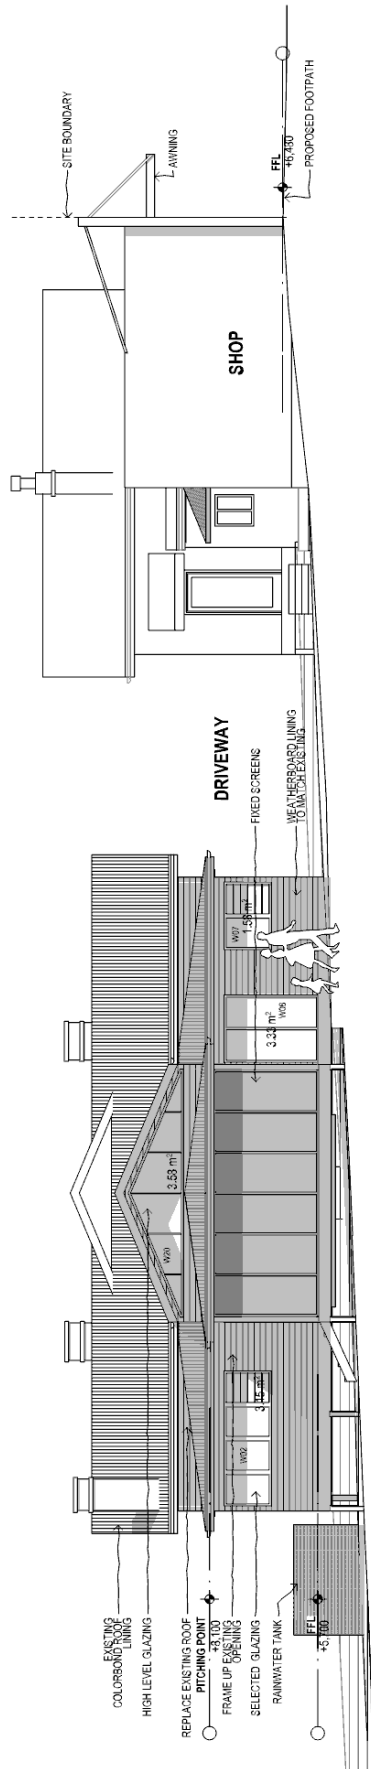 SITE BOUNDARY
AWNING
FFL
+6,430
PROPOSED FOOTPATH
SHOP
DRIVEWAY
FIXED SCREENS
WEATHERBOARD LINING
TO MATCH EXISTING
W07
1.58 m²
3.33 m²
W06
3.58 m²
W20
3.15 m²
W02
EXISTING
COLORBOND ROOF
LINING
HIGH LEVEL GLAZING
REPLACE EXISTING ROOF
PITCHING POINT
+8,100
FRAME UP EXISTING
OPENING
SELECTED GLAZING
RAINWATER TANK
FFL
+5,700